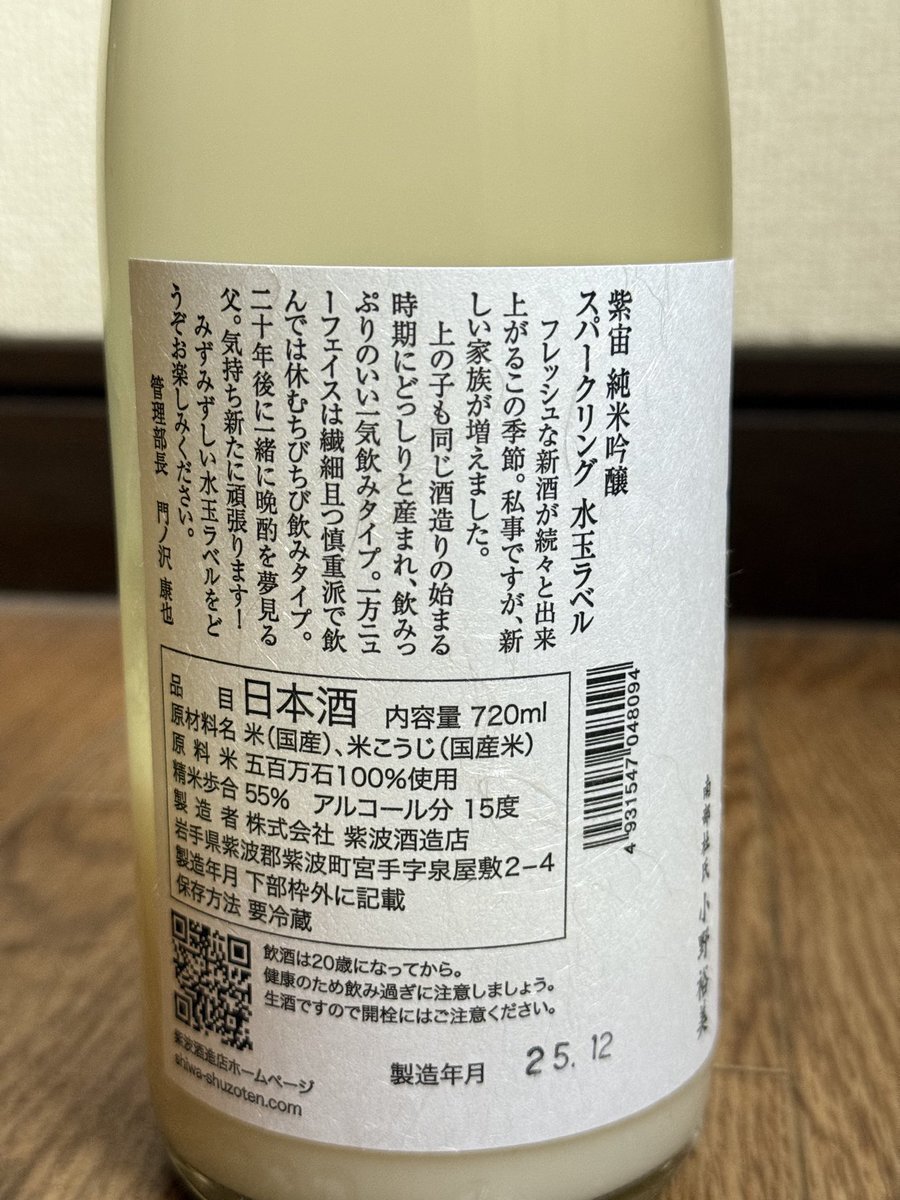 紫宙 純米吟醸
スパークリング 水玉ラベル
フレッシュな新酒が続々と出来
上がるこの季節。私事ですが、新
しい家族が増えました。
上の子も同じ酒造りの始まる
時期にどっしりと産まれ、飲みっ
ぷりのいい一気飲みタイプ。一方ニュ
ーフェイスは繊細且つ慎重派で飲
んでは休むちびちび飲みタイプ。
二十年後に一緒に晩酌を夢見る
父。気持ち新たに頑張ります！
みずみずしい水玉ラベルをど
うぞお楽しみください。
管理部長 門ノ沢 康也
品目 日本酒 内容量 720ml
原材料名 米（国産）、米こうじ（国産米）
原料米 五百万石100%使用
精米歩合 55% アルコール分 15度
製造者 株式会社 紫波酒造店
岩手県紫波郡紫波町宮手字泉屋敷2−4
製造年月 下部枠外に記載
保存方法 要冷蔵
4 931547 048094
南部杜氏 小野裕美
飲酒は20歳になってから。
健康のため飲み過ぎに注意しましょう。
生酒ですので開栓にはご注意ください。
紫波酒造店ホームページ
shiwa-shuzoten.com
製造年月 25.12